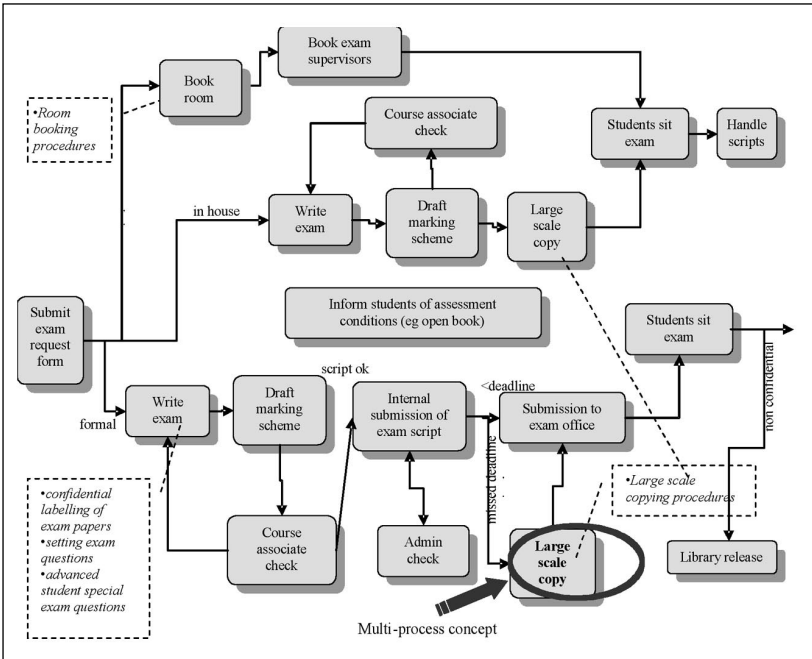 Book exam
supervisors
Book
room
•Room
booking
procedures
Course associate
check
Students sit
exam
Handle
scripts
in house
Write
exam
Draft
marking
scheme
Large
scale
copy
Submit
exam
request
form
Inform students of assessment
conditions (eg open book)
Students sit
exam
script ok
<deadline
formal
Write exam
Draft
marking
scheme
Internal
submission of
exam script
Submission to
exam office
non confidential
missed deadline
•confidential
labelling of
exam papers
•setting exam
questions
•advanced
student special
exam questions
Course
associate
check
Admin
check
Large
scale
copy
•Large scale
copying procedures
Library release
Multi-process concept